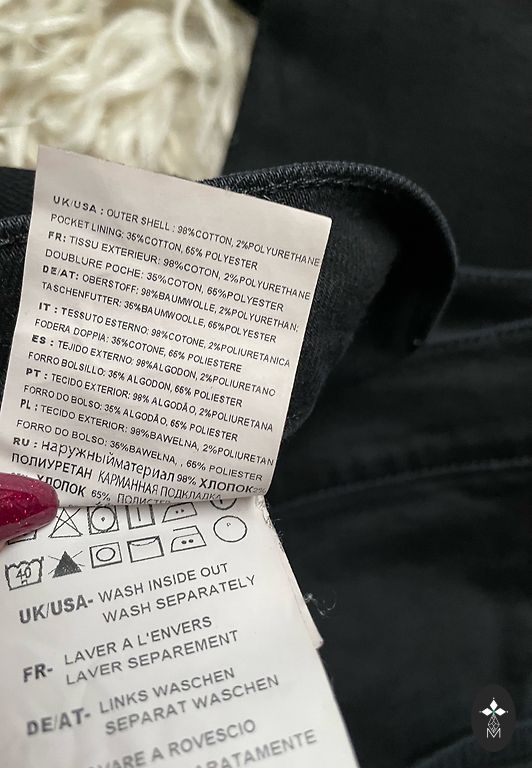 UK/USA : OUTER SHELL : 98%COTTON, 2%POLYURETHANE
POCKET LINING: 35%COTTON, 65% POLYESTER
FR: TISSU EXTERIEUR: 98%COTON, 2%POLYURETHANE
DOUBLURE POCHE: 35%COTON, 65%POLYESTER
DE/AT: OBERSTOFF: 98%BAUMWOLLE, 2%POLYURETHAN;
TASCHENFUTTER: 35%BAUMWOOLLE, 65%POLYESTER
IT : TESSUTO ESTERNO: 98%COTONE, 2%POLIURETANICA
FODERA DOPPIA: 35%COTONE, 65% POLIESTERE
ES : TEJIDO EXTERNO: 98%ALGODON, 2%POLIURETANO
FORRO BOLSILLO: 35% ALGODON, 65% POLIESTER
PT : TECIDO EXTERIOR: 98% ALGODÃO, 2%POLIURETANA
FORRO DO BOLSO: 35% ALGODÃO, 65% POLIESTER
PL : TECIDO EXTERIOR: 98%BAWELNA, 2%POLIURETAN
FORRO DO BOLSO: 35%BAWELNA, , 65% POLIESTER
RU : Наружныйматериал 98% ХЛОПОК 2%
ПОЛИУРЕТАН КАРМАННАЯ ПОДКЛАДКА
ХЛОПОК 65%
40
UK/USA- WASH INSIDE OUT
WASH SEPARATELY
FR- LAVER A L'ENVERS
LAVER SEPAREMENT
DE/AT- LINKS WASCHEN
SEPARAT WASCHEN
VARE A ROVESCIO
ARATAMENTE
M